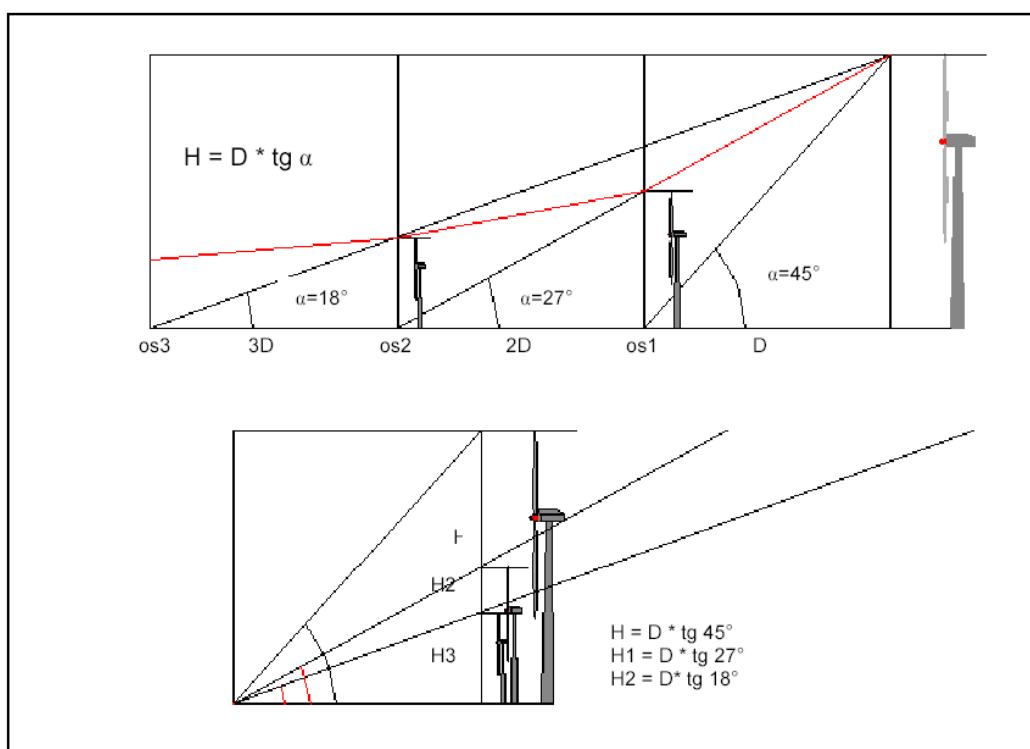 H = D * tg α
α=18°
α=27°
α=45°
os3 3D os2 2D os1 D
H
H2
H3
H = D * tg 45°
H1 = D * tg 27°
H2 = D* tg 18°